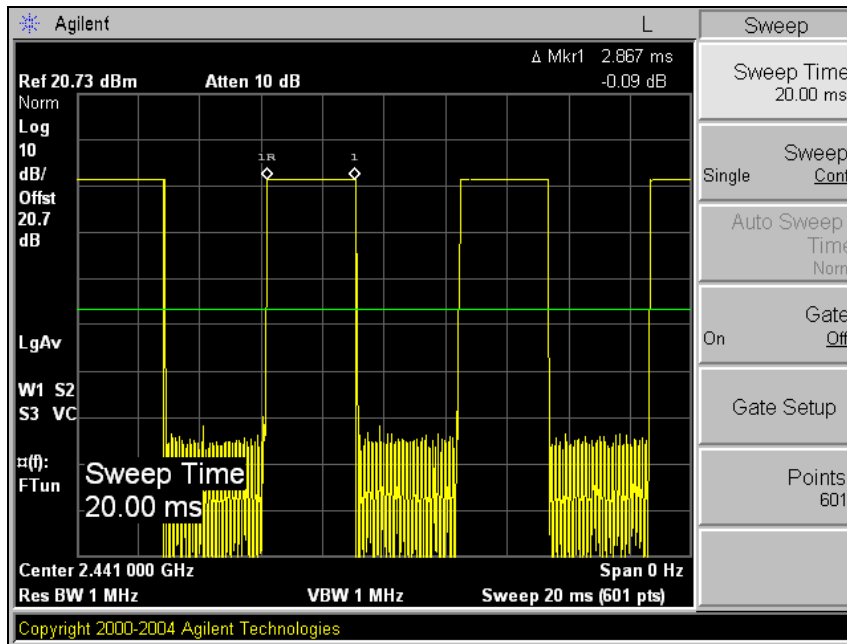 Agilent L Sweep
Δ Mkr1 2.867 ms
Ref 20.73 dBm Atten 10 dB -0.09 dB
Norm
Log
10
dB/
Offst
20.7
dB
1R 1
LgAv
W1 S2
S3 VC
¤(f):
FTun
Sweep Time
20.00 ms
Center 2.441 000 GHz Span 0 Hz
Res BW 1 MHz VBW 1 MHz Sweep 20 ms (601 pts)
Copyright 2000-2004 Agilent Technologies
Sweep Time
20.00 ms
Sweep
Single Cont
Auto Sweep
Time
Norm
Gate
On Off
Gate Setup
Points
601